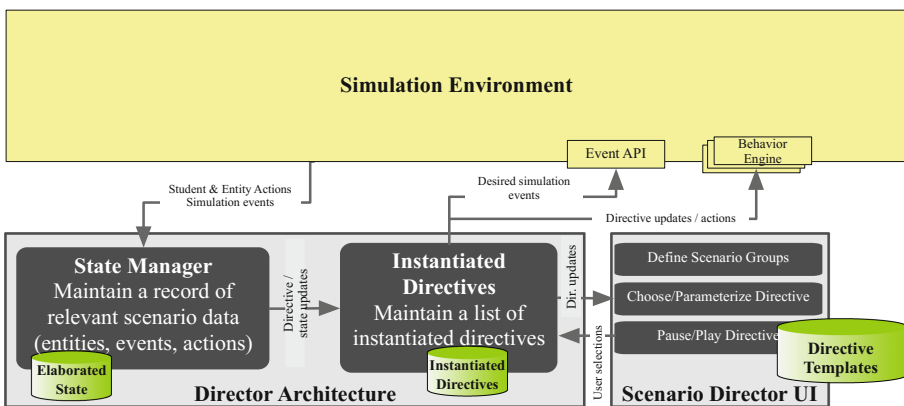 Simulation Environment
Event API
Behavior
Engine
Student & Entity Actions
Simulation events
Desired simulation
events
Directive updates / actions
State Manager
Maintain a record of
relevant scenario data
(entities, events, actions)
Elaborated
State
Directive /
state updates
Instantiated
Directives
Maintain a list of
instantiated directives
Instantiated
Directives
Director Architecture
Dir. updates
User selections
Define Scenario Groups
Choose/Parameterize Directive
Pause/Play Directive
Directive
Templates
Scenario Director UI